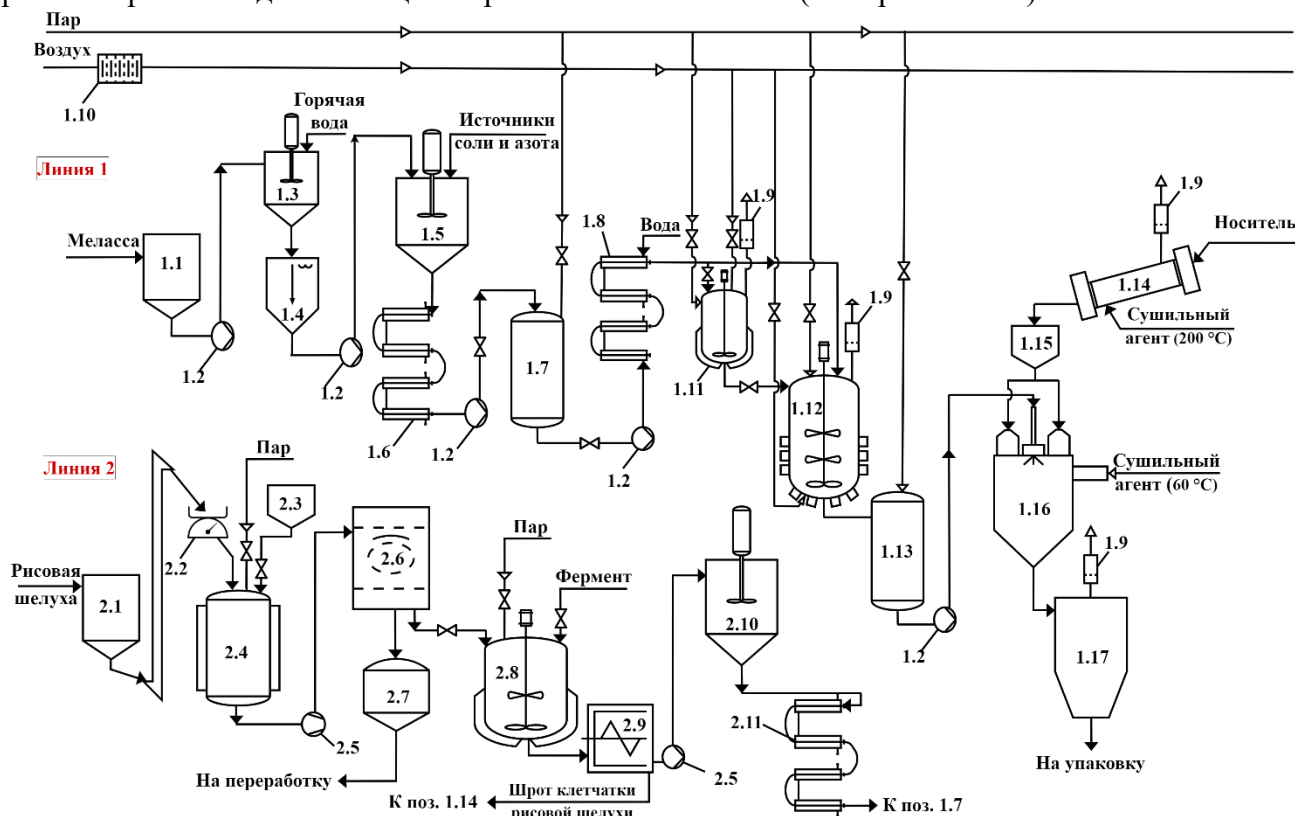 Пар
Воздух
1.10
Линия 1
Горячая
вода
Источники
соли и азота
Меласса
1.1
1.2
1.3
1.4
1.2
1.5
1.6
1.2
1.7
1.8
Вода
1.2
1.9
1.11
1.9
1.12
1.13
1.2
1.9
Носитель
1.14
Сушильный
агент (200 °C)
1.15
Сушильный
агент (60 °C)
1.16
1.9
1.17
На упаковку
Линия 2
Пар
2.3
2.2
Рисовая
шелуха
2.1
2.4
2.5
2.6
2.7
На переработку
Пар
Фермент
2.8
2.9
2.5
Шрот клетчатки
рисовой шелухи
К поз. 1.14
2.10
2.11
К поз. 1.7